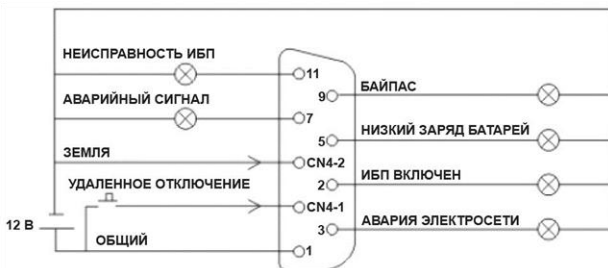 НЕИСПРАВНОСТЬ ИБП
11
9
БАЙПАС
АВАРИЙНЫЙ СИГНАЛ
7
5
НИЗКИЙ ЗАРЯД БАТАРЕЙ
ЗЕМЛЯ
CN4-2
2
ИБП ВКЛЮЧЕН
УДАЛЕННОЕ ОТКЛЮЧЕНИЕ
CN4-1
3
АВАРИЯ ЭЛЕКТРОСЕТИ
12 В
ОБЩИЙ
1